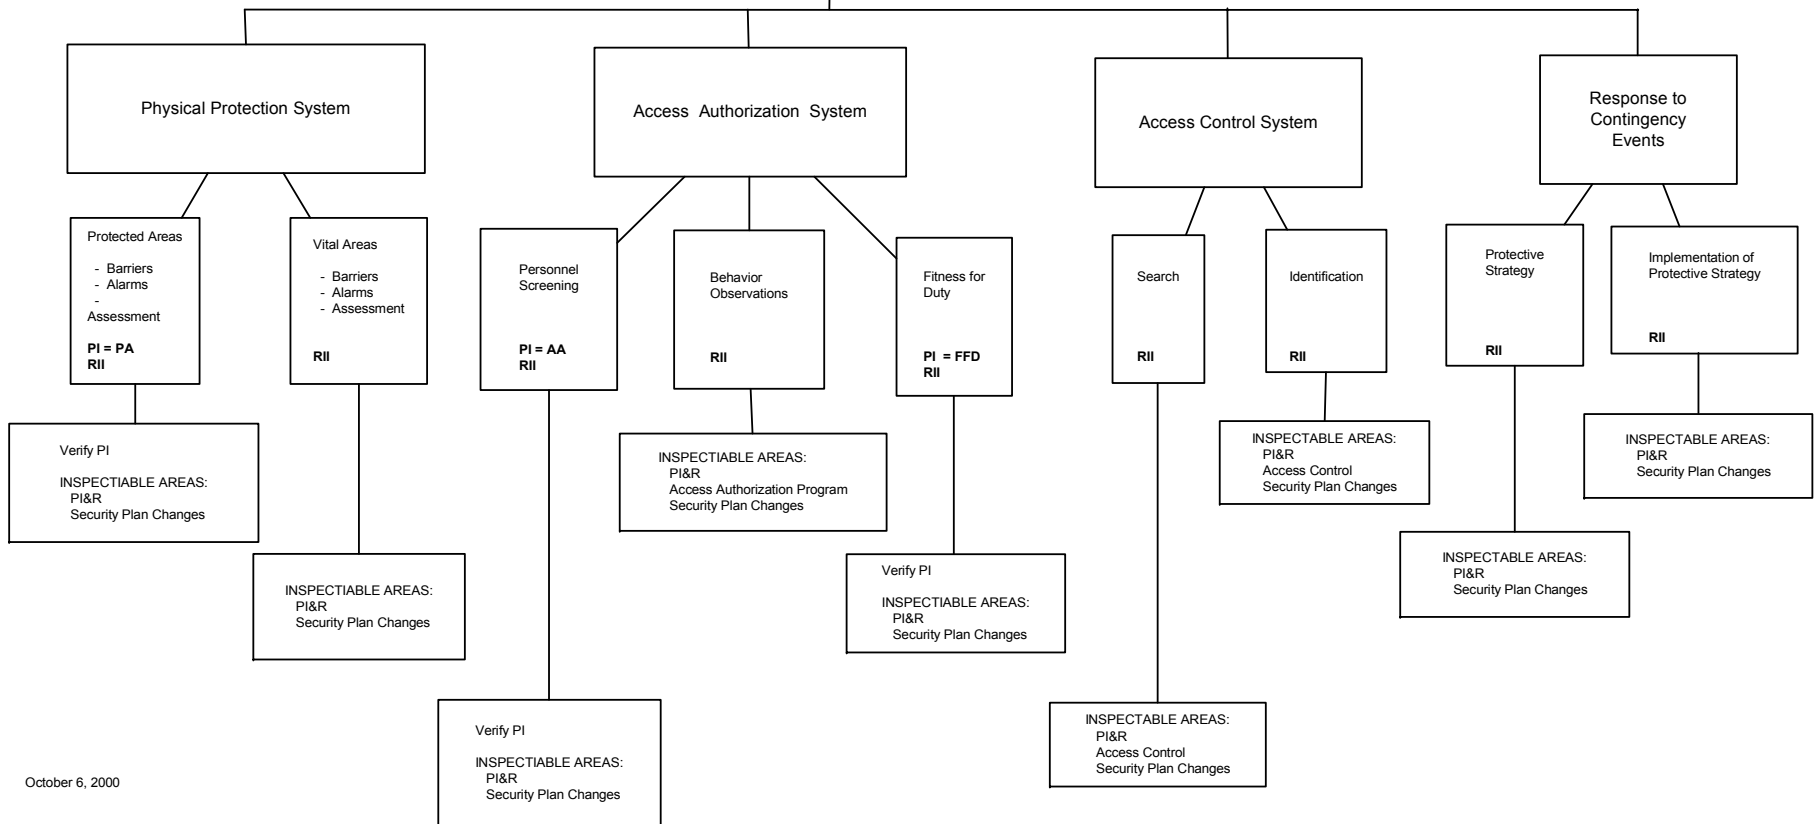 Physical Protection System
Access Authorization System
Access Control System
Response to
Contingency
Events
Protected Areas
- Barriers
- Alarms
-
Assessment
PI = PA
RII
Vital Areas
- Barriers
- Alarms
- Assessment
RII
Personnel
Screening
PI = AA
RII
Behavior
Observations
RII
Fitness for
Duty
PI = FFD
RII
Search
RII
Identification
RII
Protective
Strategy
RII
Implementation of
Protective Strategy
RII
Verify PI
INSPECTIABLE AREAS:
PI&R
Security Plan Changes
INSPECTIABLE AREAS:
PI&R
Security Plan Changes
Verify PI
INSPECTIABLE AREAS:
PI&R
Security Plan Changes
INSPECTIABLE AREAS:
PI&R
Access Authorization Program
Security Plan Changes
Verify PI
INSPECTIABLE AREAS:
PI&R
Security Plan Changes
INSPECTABLE AREAS:
PI&R
Access Control
Security Plan Changes
INSPECTABLE AREAS:
PI&R
Access Control
Security Plan Changes
INSPECTABLE AREAS:
PI&R
Security Plan Changes
INSPECTABLE AREAS:
PI&R
Security Plan Changes
October 6, 2000